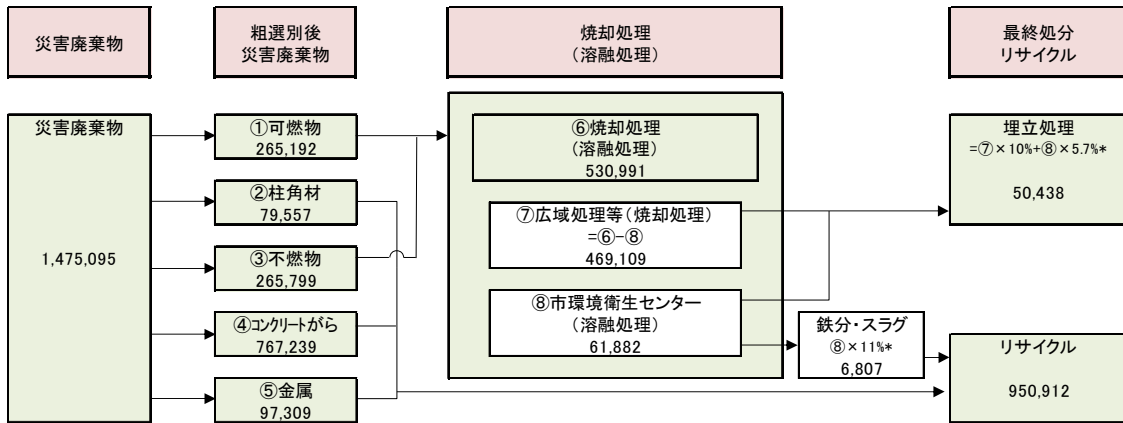 災害廃棄物
粗選別後
災害廃棄物
焼却処理
（溶融処理）
最終処分
リサイクル
災害廃棄物
1,475,095
①可燃物
265,192
②柱角材
79,557
③不燃物
265,799
④コンクリートがら
767,239
⑤金属
97,309
⑥焼却処理
（溶融処理）
530,991
⑦広域処理等（焼却処理）
=⑥-⑧
469,109
⑧市環境衛生センター
（溶融処理）
61,882
鉄分・スラグ
⑧×11%*
6,807
埋立処理
=⑦×10%+⑧×5.7%*
50,438
リサイクル
950,912